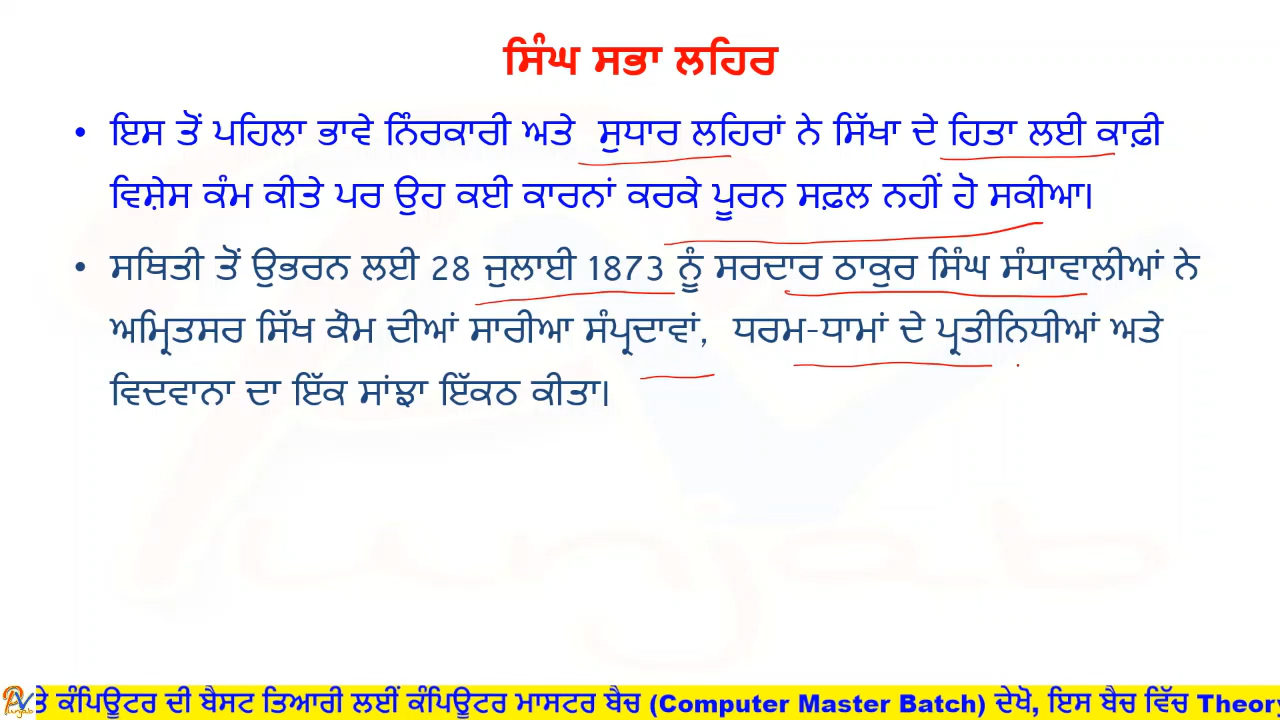 ਸਿੰਘ ਸਭਾ ਲਹਿਰ
• ਇਸ ਤੋਂ ਪਹਿਲਾ ਭਾਵੇ ਨਿੰਰਕਾਰੀ ਅਤੇ ਸੁਧਾਰ ਲਹਿਰਾਂ ਨੇ ਸਿੱਖਾ ਦੇ ਹਿਤਾ ਲਈ ਕਾਫ਼ੀ
ਵਿਸ਼ੇਸ ਕੰਮ ਕੀਤੇ ਪਰ ਉਹ ਕਈ ਕਾਰਨਾਂ ਕਰਕੇ ਪੂਰਨ ਸਫ਼ਲ ਨਹੀਂ ਹੋ ਸਕੀਆ।
• ਸਥਿਤੀ ਤੋਂ ਉਭਰਨ ਲਈ 28 ਜੁਲਾਈ 1873 ਨੂੰ ਸਰਦਾਰ ਠਾਕੁਰ ਸਿੰਘ ਸੰਧਾਵਾਲੀਆਂ ਨੇ
ਅਮ੍ਰਿਤਸਰ ਸਿੱਖ ਕੌਮ ਦੀਆਂ ਸਾਰੀਆ ਸੰਪ੍ਰਦਾਵਾਂ, ਧਰਮ-ਧਾਮਾਂ ਦੇ ਪ੍ਰਤੀਨਿਧੀਆਂ ਅਤੇ
ਵਿਦਵਾਨਾ ਦਾ ਇੱਕ ਸਾਂਝਾ ਇੱਕਠ ਕੀਤਾ।
ਤੇ ਕੰਪਿਊਟਰ ਦੀ ਬੈਸਟ ਤਿਆਰੀ ਲਈਂ ਕੰਪਿਊਟਰ ਮਾਸਟਰ ਬੈਚ (Computer Master Batch) ਦੇਖੋ, ਇਸ ਬੈਚ ਵਿੱਚ Theory
Punjab